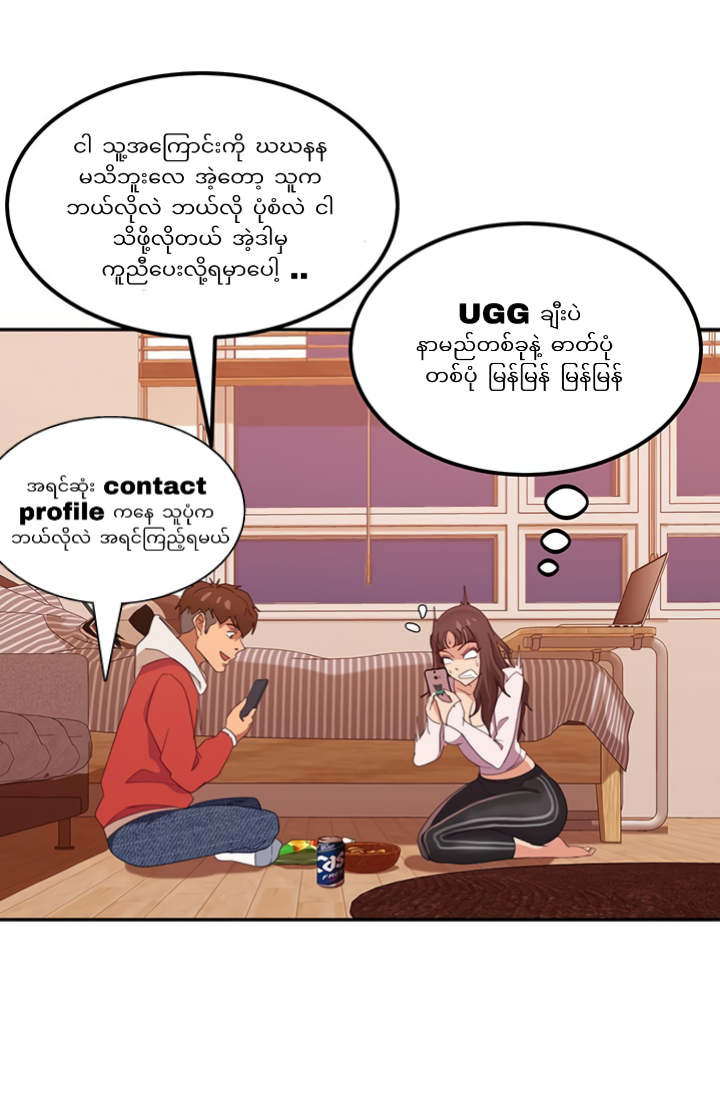 ငါ သူ့အကြောင်းကို ဃဃနန
မသိဘူးလေ အဲ့တော့ သူက
ဘယ်လိုလဲ ဘယ်လို ပုံစံလဲ ငါ
သိဖို့လိုတယ် အဲ့ဒါမှ
ကူညီပေးလို့ရမှာပေါ့ ..
UGG ချီးပဲ
နာမည်တစ်ခုနဲ့ ဓာတ်ပုံ
တစ်ပုံ မြန်မြန် မြန်မြန်
အရင်ဆုံး contact
profile ကနေ သူပုံက
ဘယ်လိုလဲ အရင်ကြည့်ရမယ်